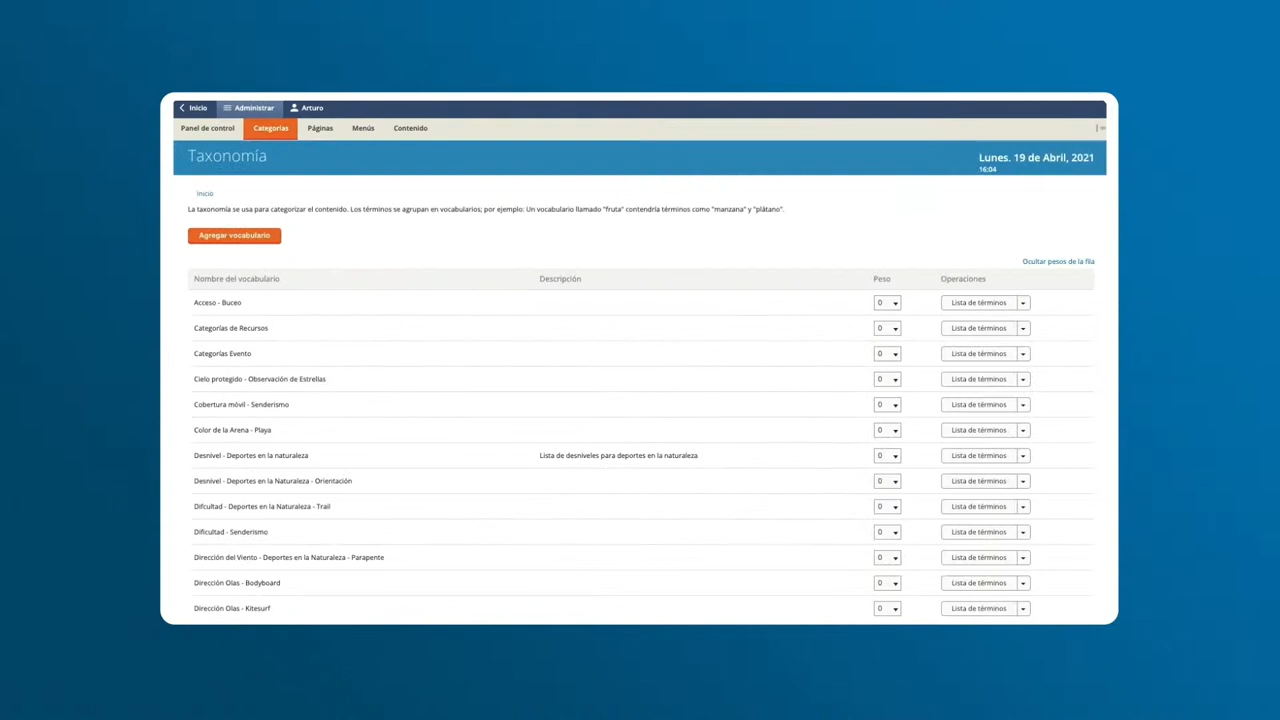 Inicio Administrar Arturo
Panel de control Categorías Páginas Menús Contenido
Taxonomía
Lunes. 19 de Abril, 2021
16:04
Inicio
La taxonomía se usa para categorizar el contenido. Los términos se agrupan en vocabularios; por ejemplo: Un vocabulario llamado "fruta" contendría términos como "manzana" y "plátano".
Agregar vocabulario
Ocultar pesos de la fila
Nombre del vocabulario Descripción Peso Operaciones
Acceso - Buceo 0 Lista de términos
Categorías de Recursos 0 Lista de términos
Categorías Evento 0 Lista de términos
Cielo protegido - Observación de Estrellas 0 Lista de términos
Cobertura móvil - Senderismo 0 Lista de términos
Color de la Arena - Playa 0 Lista de términos
Desnivel - Deportes en la naturaleza Lista de desniveles para deportes en la naturaleza 0 Lista de términos
Desnivel - Deportes en la Naturaleza - Orientación 0 Lista de términos
Difcultad - Deportes en la Naturaleza - Trail 0 Lista de términos
Dificultad - Senderismo 0 Lista de términos
Dirección del Viento - Deportes en la Naturaleza - Parapente 0 Lista de términos
Dirección Olas - Bodyboard 0 Lista de términos
Dirección Olas - Kitesurf 0 Lista de términos